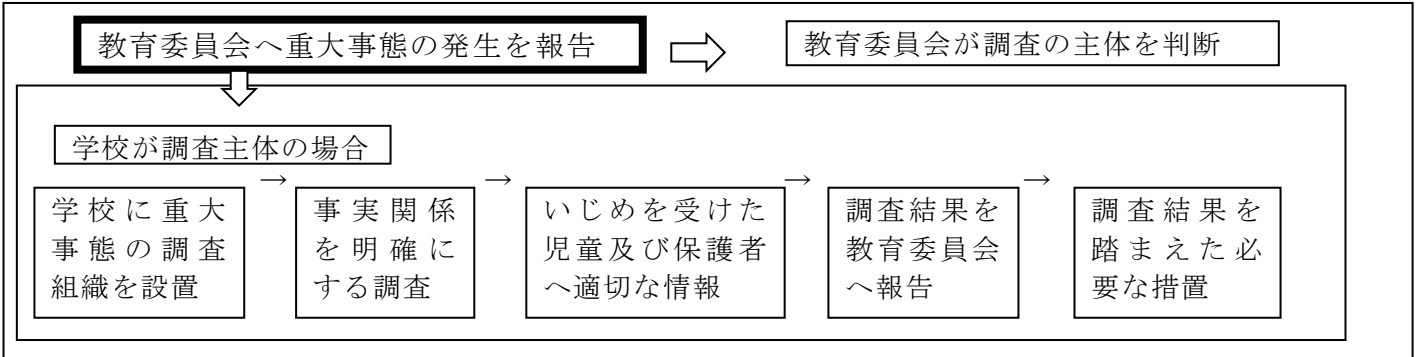 教育委員会へ重大事態の発生を報告
教育委員会が調査の主体を判断
学校が調査主体の場合
学校に重大
事態の調査
組織を設置
→
事実関係
を明確に
する調査
→
いじめを受けた
児童及び保護者
へ適切な情報
→
調査結果を
教育委員会
へ報告
→
調査結果を
踏まえた必
要な措置